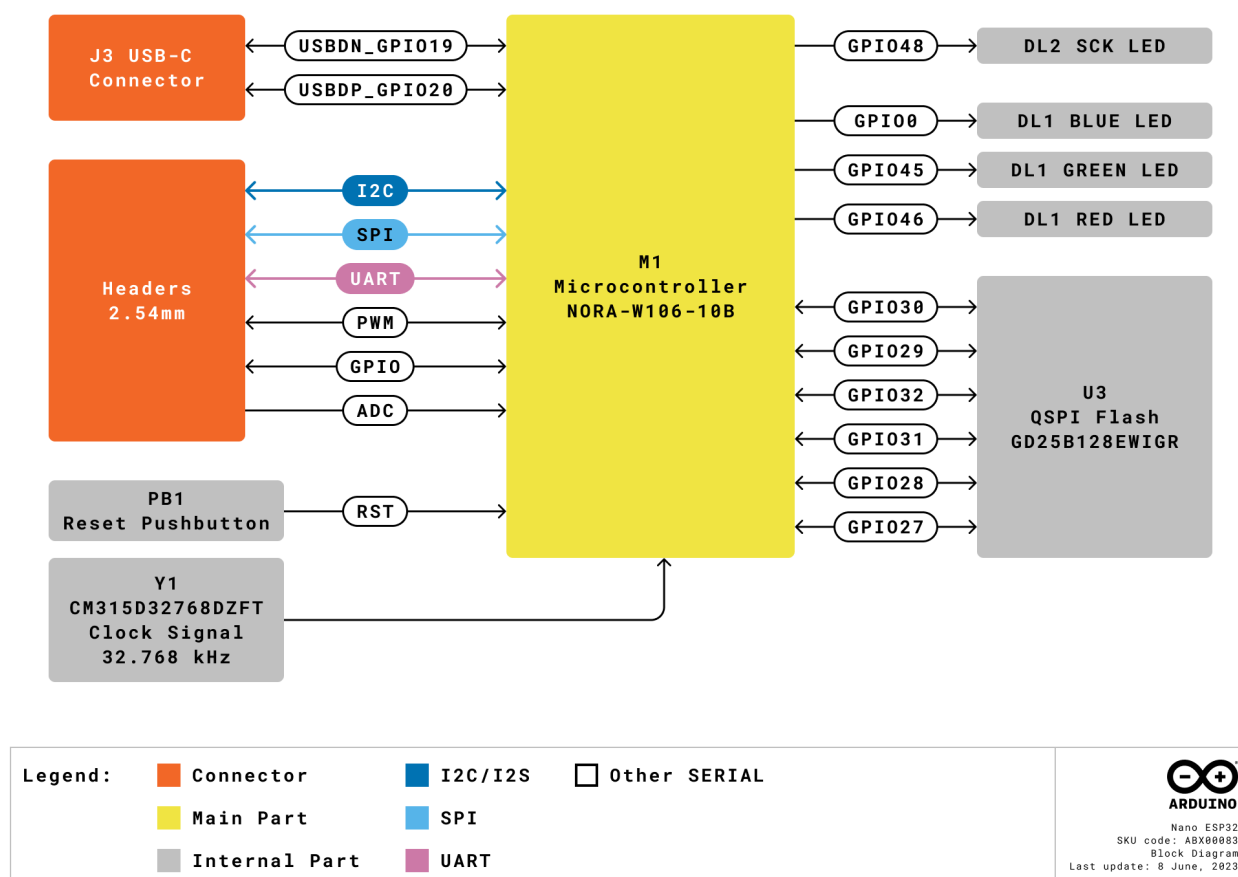 J3 USB-C
Connector
USBDN_GPIO19
USBDP_GPIO20
Headers
2.54mm
I2C
SPI
UART
PWM
GPIO
ADC
PB1
Reset Pushbutton
RST
Y1
CM315D32768DZFT
Clock Signal
32.768 kHz
M1
Microcontroller
NORA-W106-10B
GPIO48
DL2 SCK LED
GPIO0
DL1 BLUE LED
GPIO45
DL1 GREEN LED
GPIO46
DL1 RED LED
GPIO30
GPIO29
GPIO32
GPIO31
GPIO28
GPIO27
U3
QSPI Flash
GD25B128EWIGR
Legend:
Connector
Main Part
Internal Part
I2C/I2S
SPI
UART
Other SERIAL
ARDUINO
Nano ESP32
SKU code: ABX00083
Block Diagram
Last update: 8 June, 2023